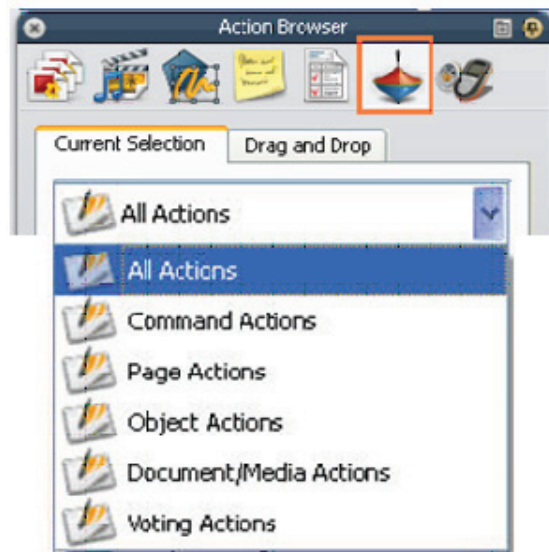 Action Browser
Current Selection
Drag and Drop
All Actions
All Actions
Command Actions
Page Actions
Object Actions
Document/Media Actions
Voting Actions